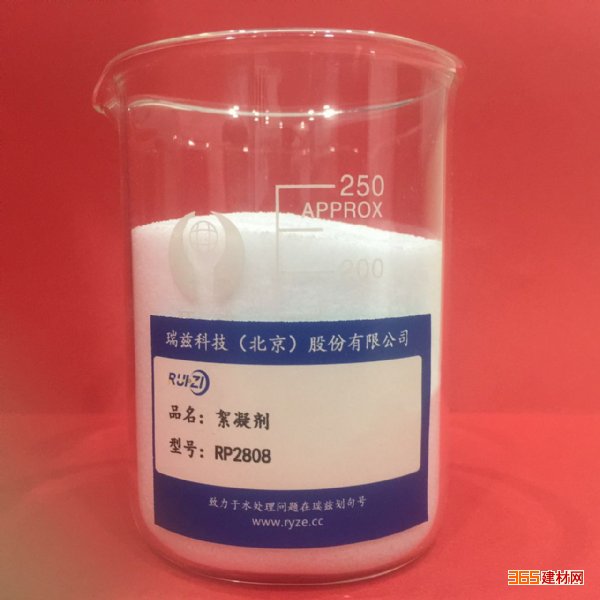 250
APPROX
200
瑞兹科技（北京）股份有限公司
RUIZI
品名：絮凝剂
型号：RP2808
致力于水处理问题在瑞兹划句号
www.ryze.cc
365建材网